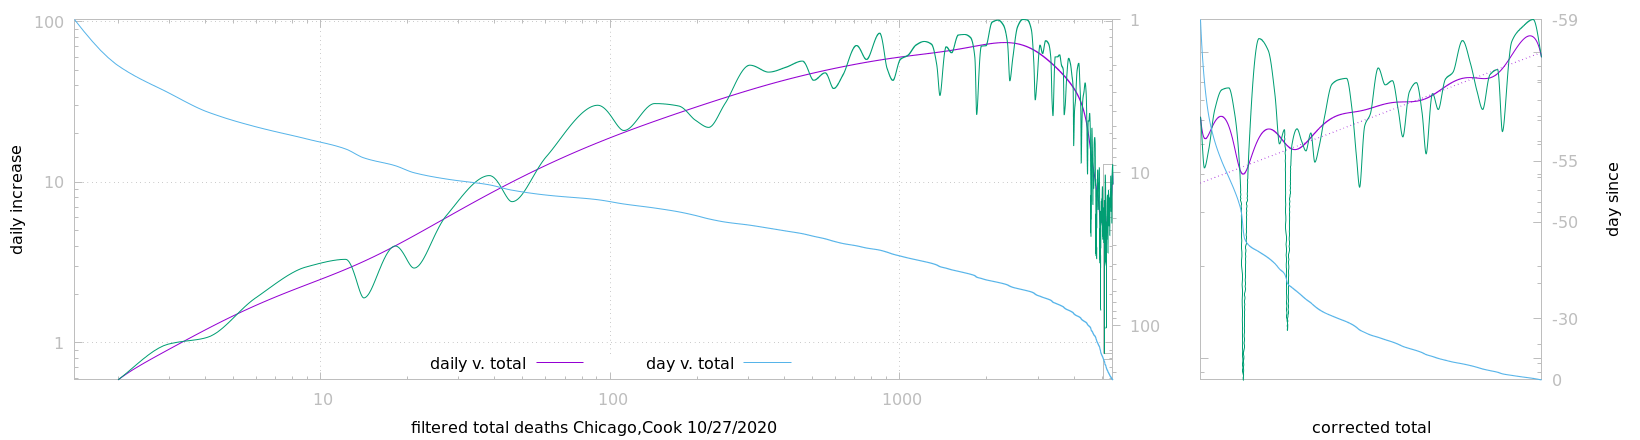 100
10
1
daily increase
10
100
1000
filtered total deaths Chicago,Cook 10/27/2020
daily v. total
day v. total
1
10
100
-59
-55
-50
-30
0
day since
corrected total